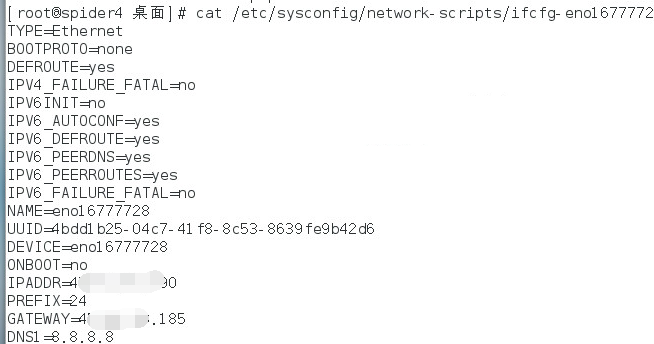 [root@spider4 桌面]# cat /etc/sysconfig/network-scripts/ifcfg-eno1677772
TYPE=Ethernet
BOOTPROTO=none
DEFROUTE=yes
IPV4_FAILURE_FATAL=no
IPV6INIT=no
IPV6_AUTOCONF=yes
IPV6_DEFROUTE=yes
IPV6_PEERDNS=yes
IPV6_PEERROUTES=yes
IPV6_FAILURE_FATAL=no
NAME=eno16777728
UUID=4bdd1b25-04c7-41f8-8c53-8639fe9b42d6
DEVICE=eno16777728
ONBOOT=no
IPADDR=4 90
PREFIX=24
GATEWAY=4 .185
DNS1=8.8.8.8